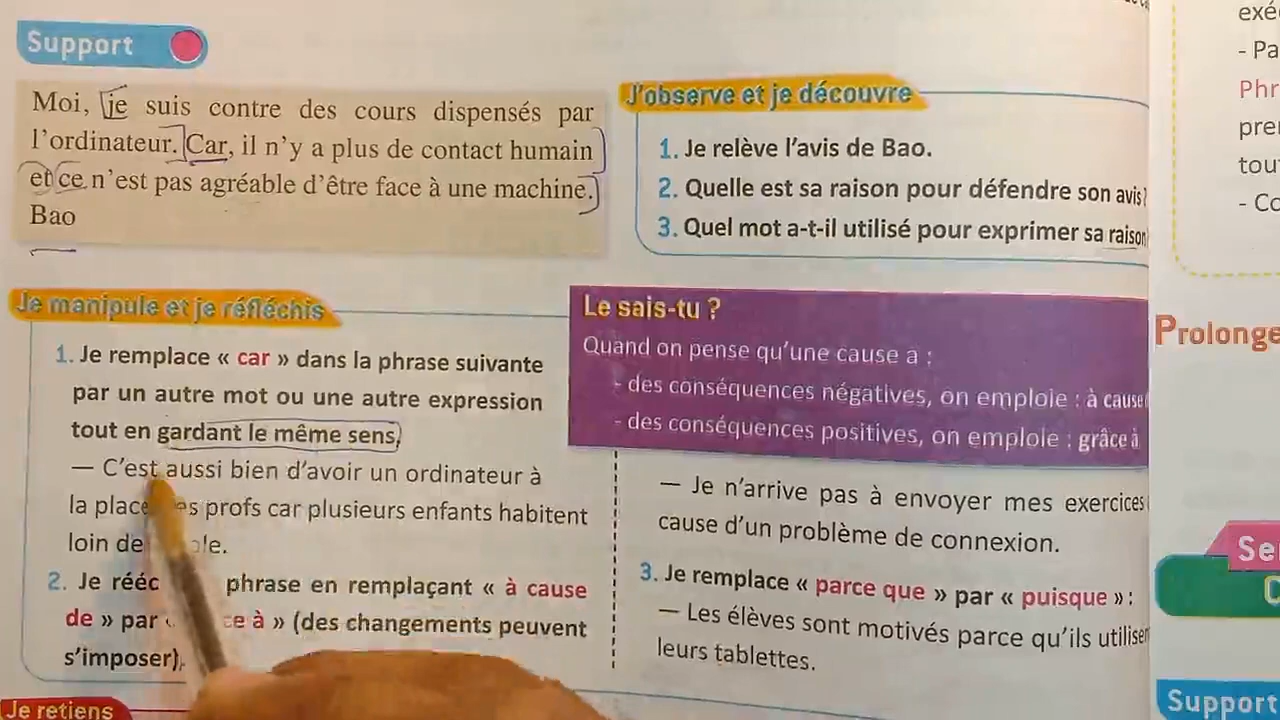 Support
Moi, je suis contre des cours dispensés par
l'ordinateur. Car, il n'y a plus de contact humain
et ce n'est pas agréable d'être face à une machine.
Bao
J'observe et je découvre
1. Je relève l'avis de Bao.
2. Quelle est sa raison pour défendre son avis?
3. Quel mot a-t-il utilisé pour exprimer sa raison
Je manipule et je réfléchis
1. Je remplace « car » dans la phrase suivante
par un autre mot ou une autre expression
tout en gardant le même sens,
— C'est aussi bien d'avoir un ordinateur à
la place profs car plusieurs enfants habitent
loin de
2. Je phrase en remplaçant « à cause
de » par à » (des changements peuvent
s'imposer).
Le sais-tu ?
Quand on pense qu'une cause a :
- des conséquences négatives, on emploie : à cause
- des conséquences positives, on emploie : grâce à
— Je n'arrive pas à envoyer mes exercices
cause d'un problème de connexion.
3. Je remplace « parce que » par « puisque » :
— Les élèves sont motivés parce qu'ils
leurs tablettes.
Je retiens
- Pa
tou
- Co
Prolonge
Se
C
Support